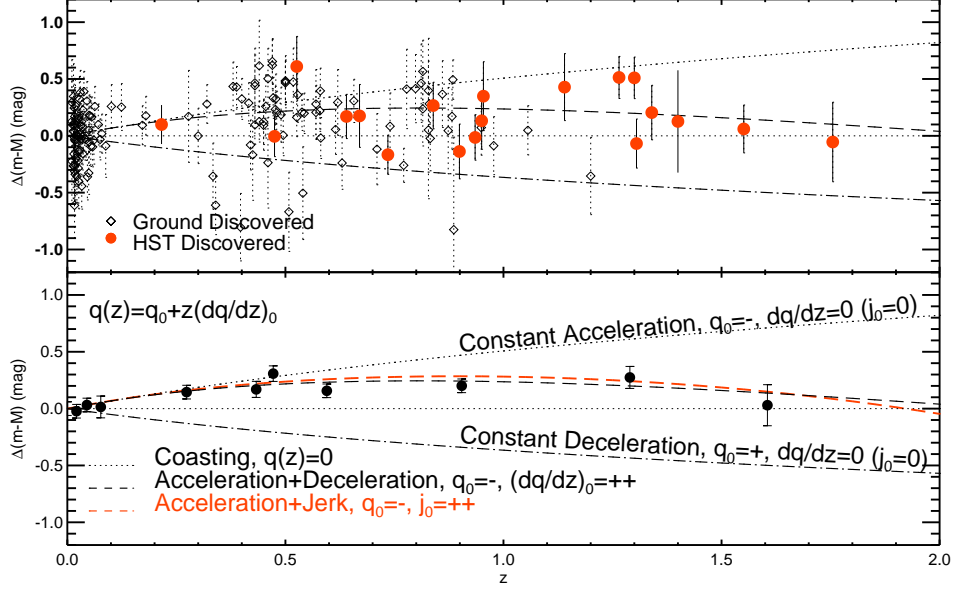 1.0
0.5
0.0
-0.5
-1.0
Δ(m-M) (mag)
Ground Discovered
HST Discovered
q(z)=q₀+z(dq/dz)₀
Constant Acceleration, q₀=-, dq/dz=0 (j₀=0)
Constant Deceleration, q₀=+, dq/dz=0 (j₀=0)
Coasting, q(z)=0
Acceleration+Deceleration, q₀=-, (dq/dz)₀=++
Acceleration+Jerk, q₀=-, j₀=++
1.0
0.5
0.0
-0.5
-1.0
Δ(m-M) (mag)
0.0 0.5 1.0 1.5 2.0
z